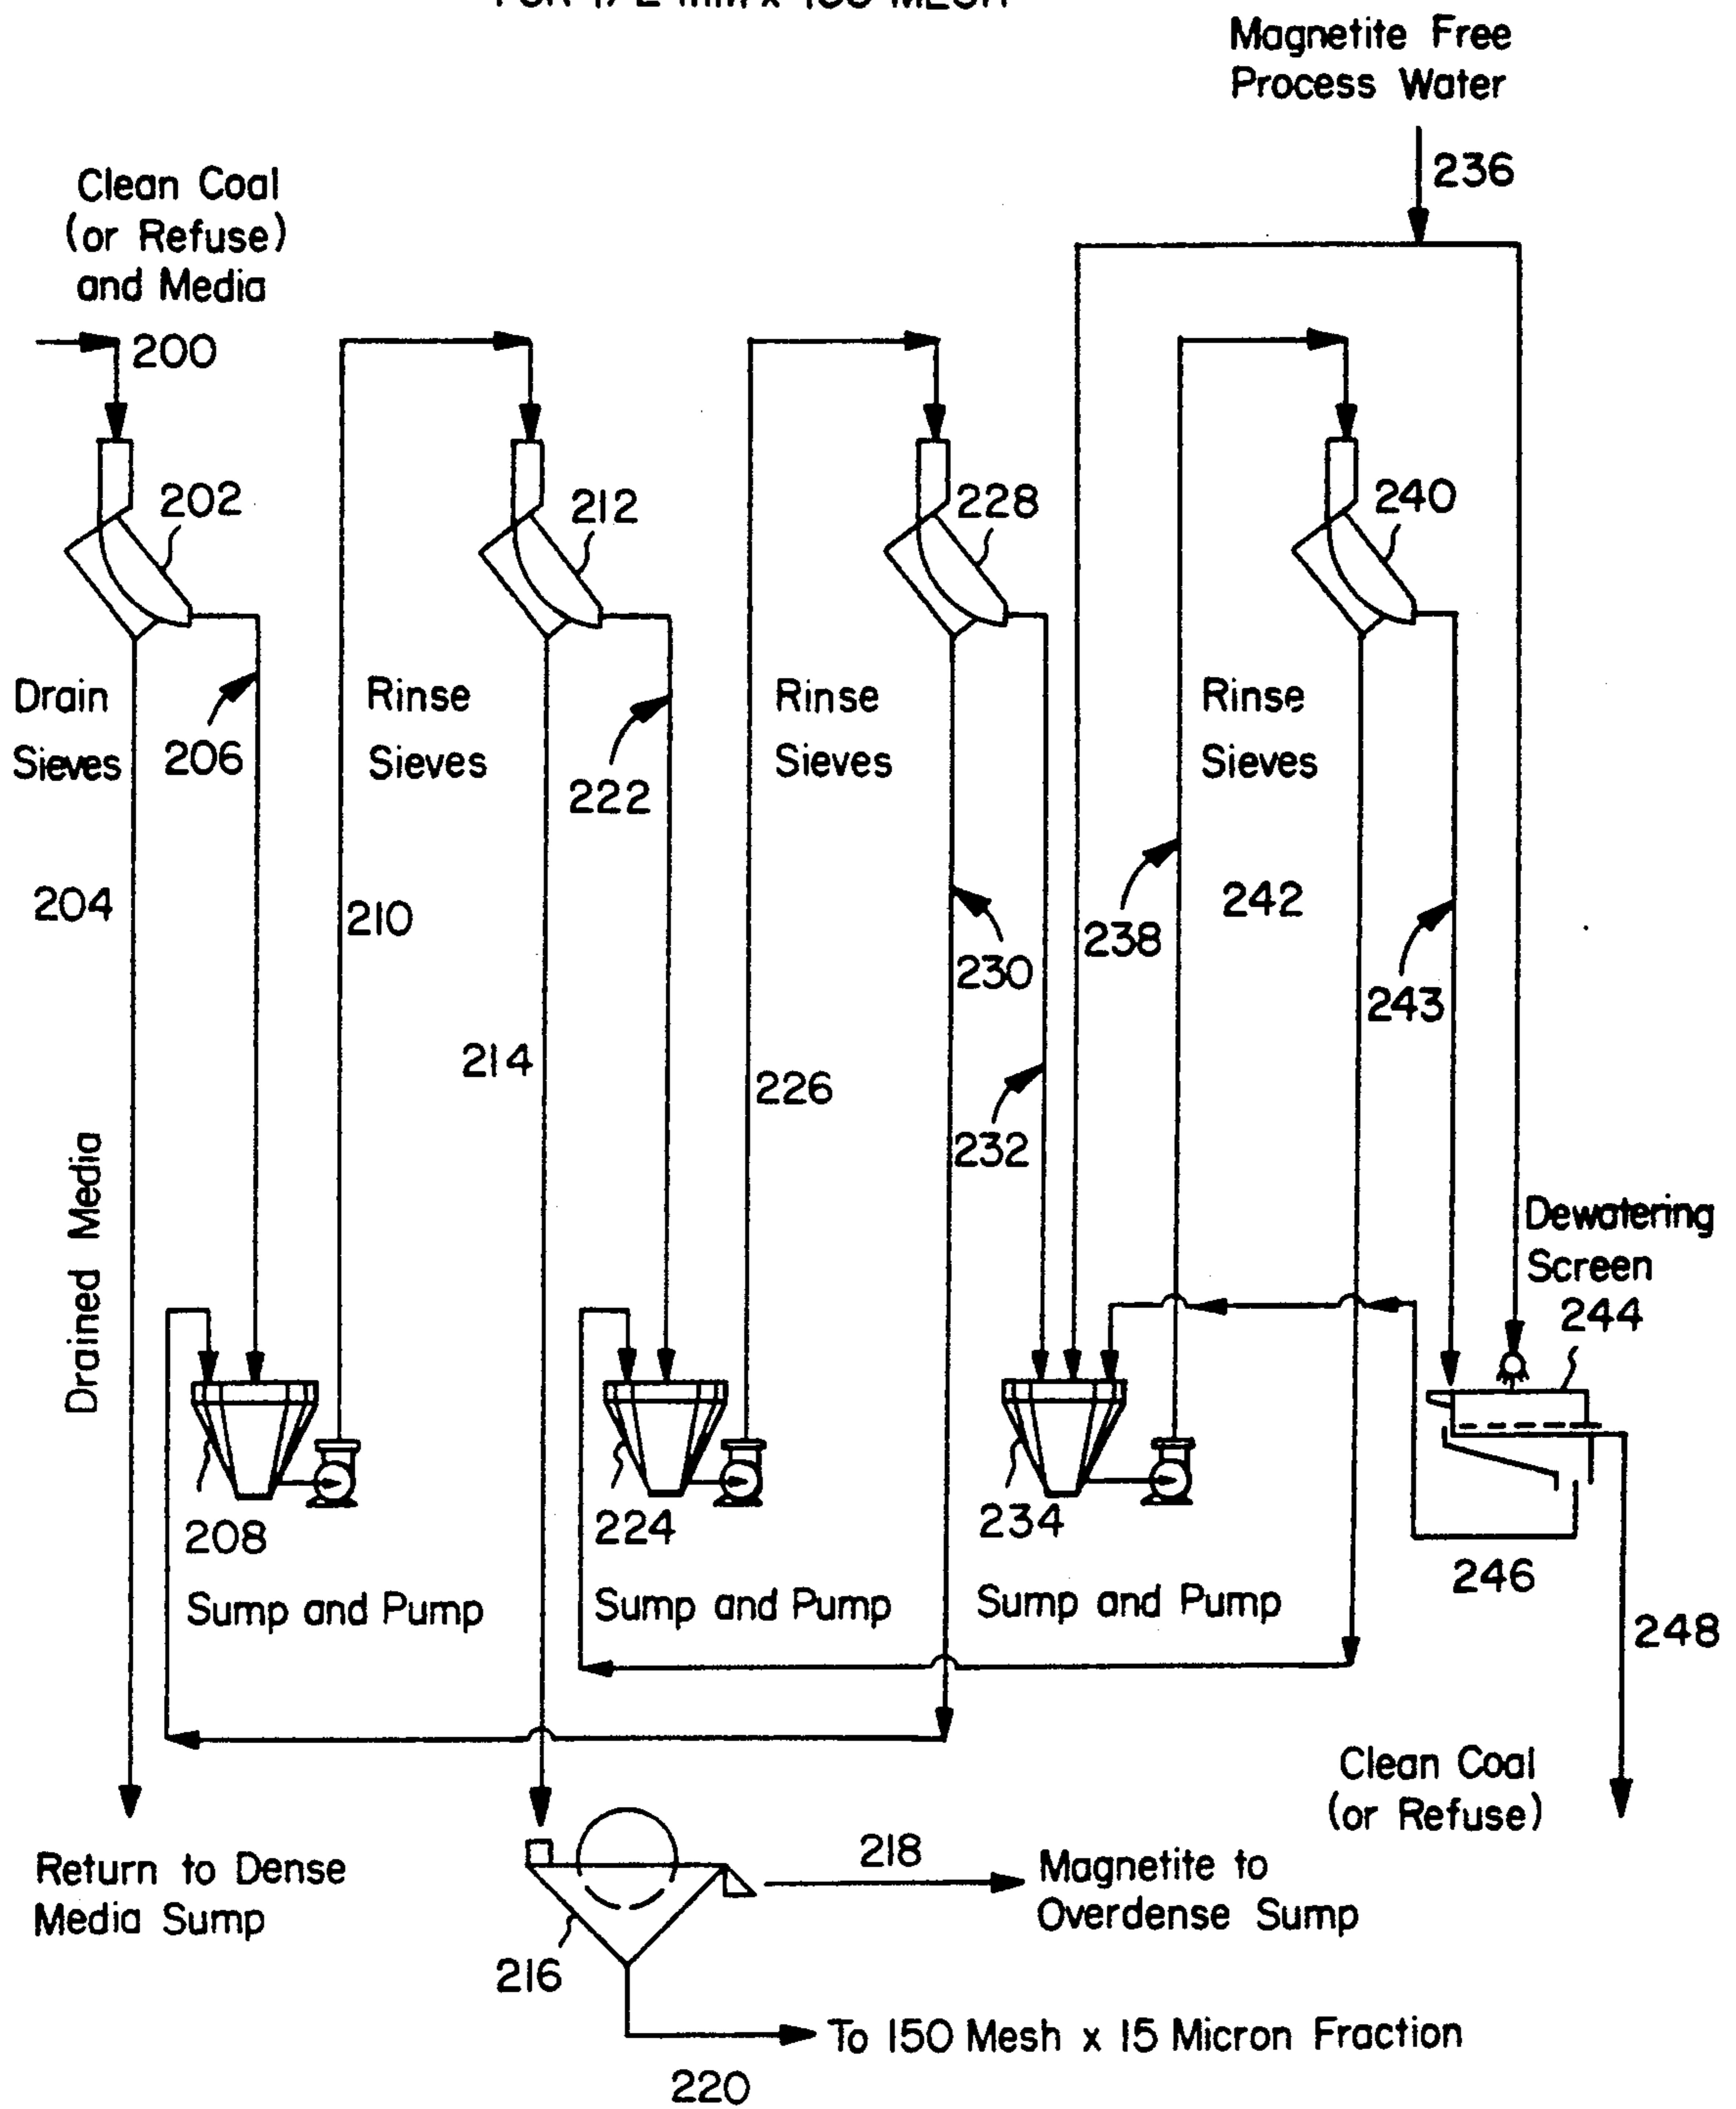 Magnetite Free
Process Water
236
Clean Coal
(or Refuse)
and Media
200
202
212
228
240
Drain
Sieves
206
Rinse
Sieves
222
Rinse
Sieves
Rinse
Sieves
204
210
230
238
242
243
214
226
232
Drained Media
Dewatering
Screen
244
208
224
234
246
Sump and Pump
Sump and Pump
Sump and Pump
248
Clean Coal
(or Refuse)
Return to Dense
Media Sump
216
218
Magnetite to
Overdense Sump
To 150 Mesh x 15 Micron Fraction
220